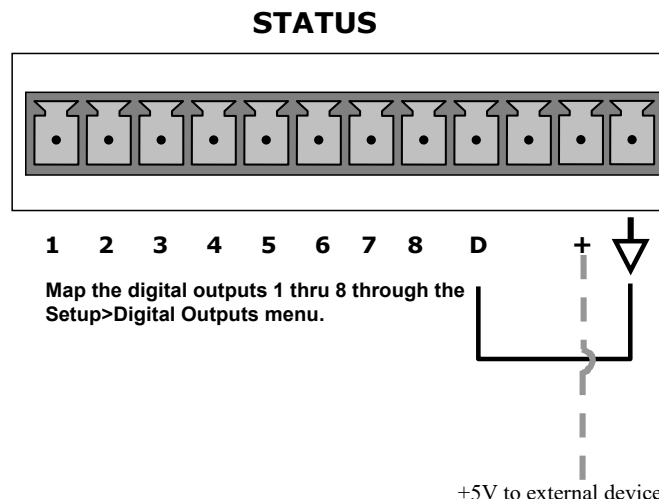 STATUS
1 2 3 4 5 6 7 8 D +
Map the digital outputs 1 thru 8 through the
Setup>Digital Outputs menu.
+5V to external device